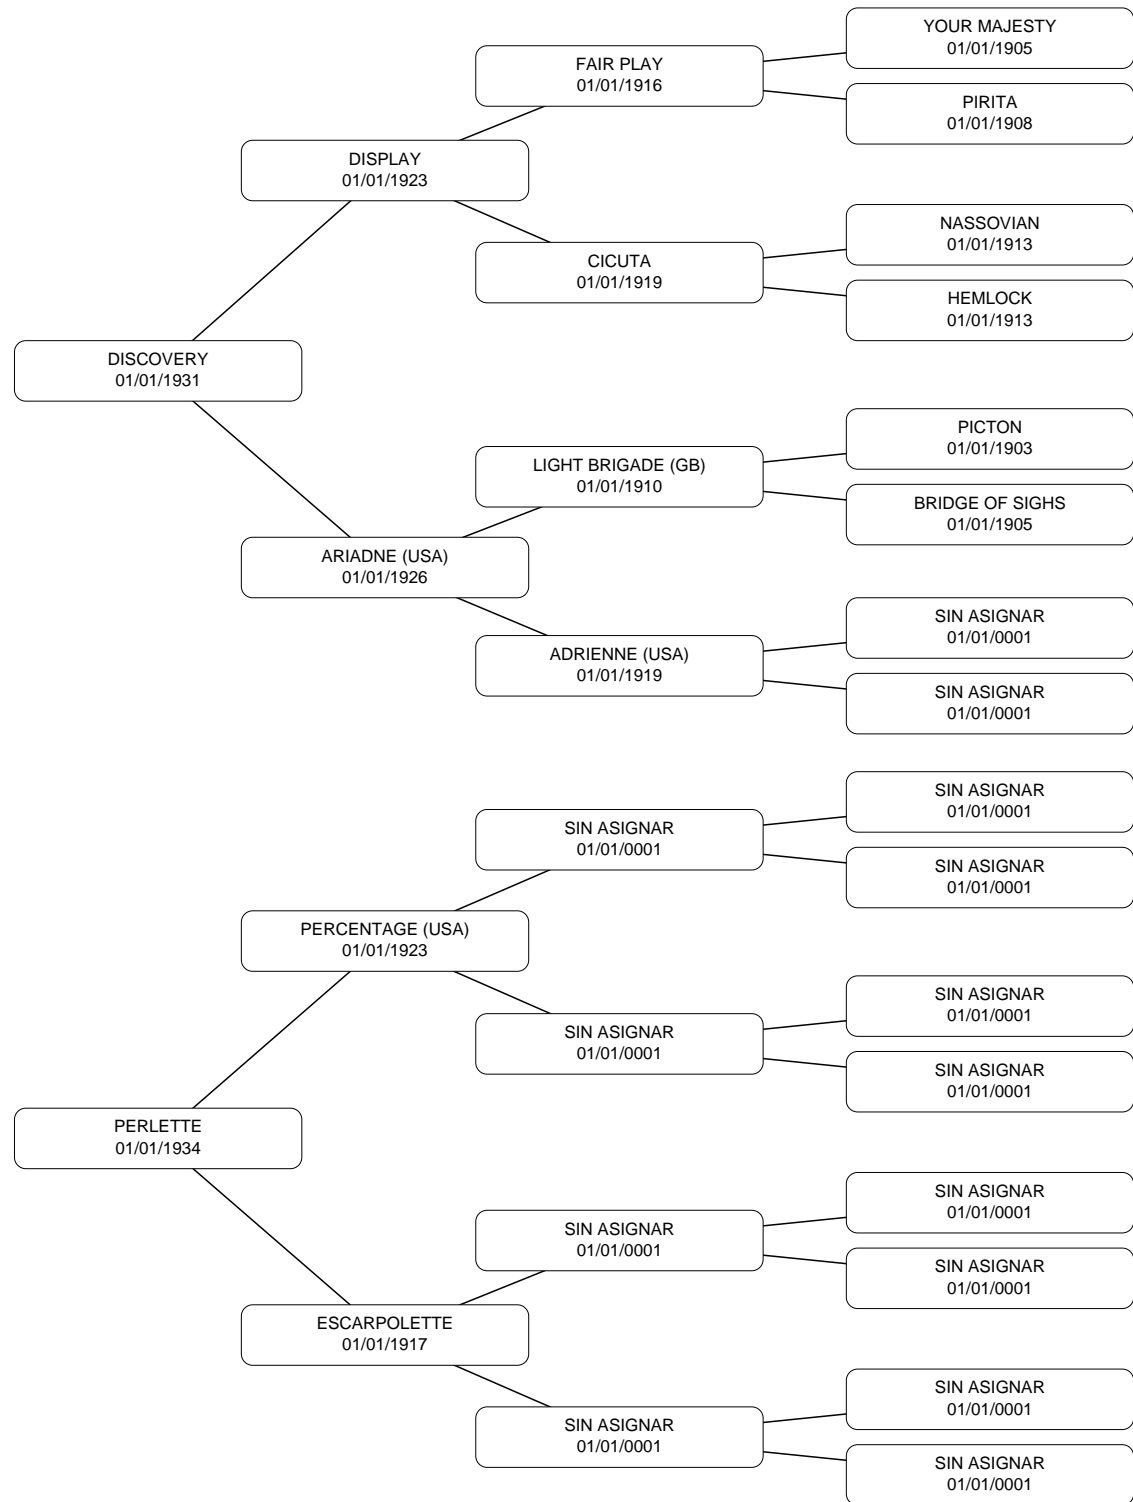 YOUR MAJESTY
01/01/1905
FAIR PLAY
01/01/1916
PIRITA
01/01/1908
DISPLAY
01/01/1923
NASSOVIAN
01/01/1913
CICUTA
01/01/1919
HEMLOCK
01/01/1913
DISCOVERY
01/01/1931
PICTON
01/01/1903
LIGHT BRIGADE (GB)
01/01/1910
BRIDGE OF SIGHS
01/01/1905
ARIADNE (USA)
01/01/1926
SIN ASIGNAR
01/01/0001
ADRIENNE (USA)
01/01/1919
SIN ASIGNAR
01/01/0001
SIN ASIGNAR
01/01/0001
SIN ASIGNAR
01/01/0001
SIN ASIGNAR
01/01/0001
PERCENTAGE (USA)
01/01/1923
SIN ASIGNAR
01/01/0001
SIN ASIGNAR
01/01/0001
SIN ASIGNAR
01/01/0001
PERLETTE
01/01/1934
SIN ASIGNAR
01/01/0001
SIN ASIGNAR
01/01/0001
SIN ASIGNAR
01/01/0001
ESCARPOLETTE
01/01/1917
SIN ASIGNAR
01/01/0001
SIN ASIGNAR
01/01/0001
SIN ASIGNAR
01/01/0001